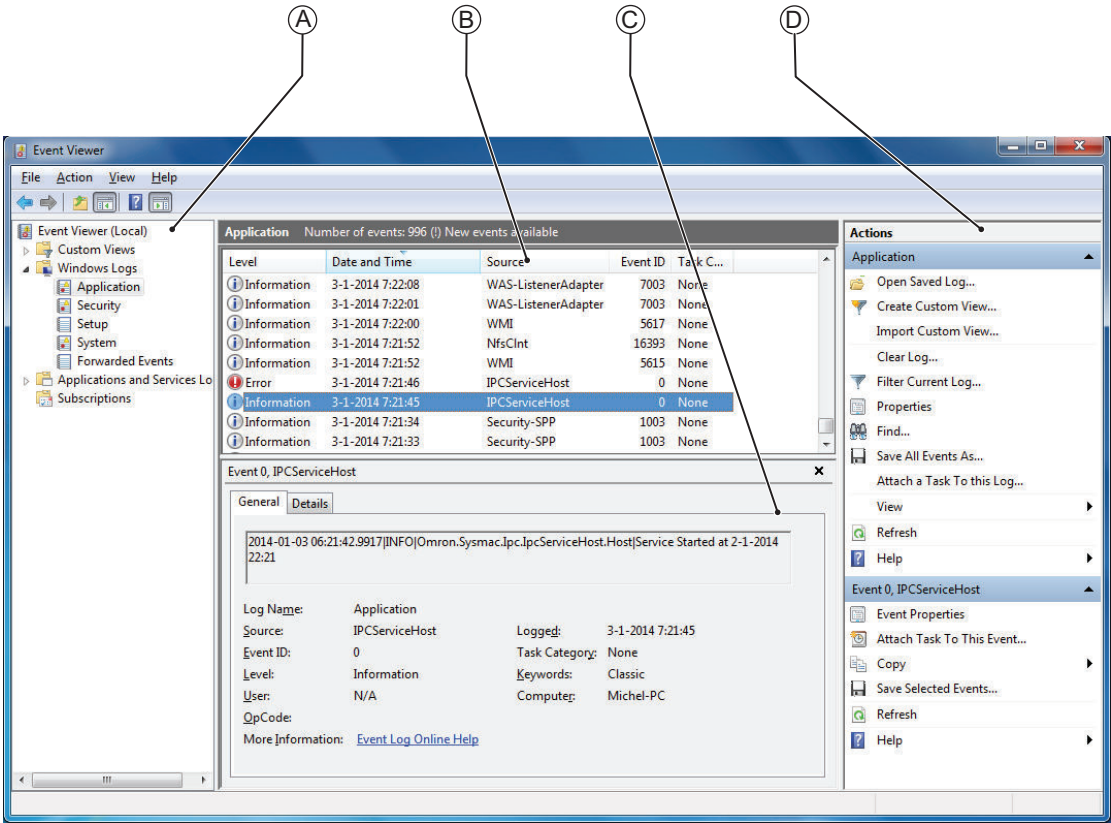 A B C D
Event Viewer
File Action View Help
Event Viewer (Local)
Custom Views
Windows Logs
Application
Security
Setup
System
Forwarded Events
Applications and Services Lo
Subscriptions
Application Number of events: 996 (!) New events available
Level Date and Time Source Event ID Task C...
Information 3-1-2014 7:22:08 WAS-ListenerAdapter 7003 None
Information 3-1-2014 7:22:01 WAS-ListenerAdapter 7003 None
Information 3-1-2014 7:22:00 WMI 5617 None
Information 3-1-2014 7:21:52 NfsClnt 16393 None
Information 3-1-2014 7:21:52 WMI 5615 None
Error 3-1-2014 7:21:46 IPCServiceHost 0 None
Information 3-1-2014 7:21:45 IPCServiceHost 0 None
Information 3-1-2014 7:21:34 Security-SPP 1003 None
Information 3-1-2014 7:21:33 Security-SPP 1003 None
Event 0, IPCServiceHost
General Details
2014-01-03 06:21:42.9917|INFO|Omron.Sysmac.Ipc.IpcServiceHost.Host|Service Started at 2-1-2014
22:21
Log Name: Application
Source: IPCServiceHost Logged: 3-1-2014 7:21:45
Event ID: 0 Task Category: None
Level: Information Keywords: Classic
User: N/A Computer: Michel-PC
OpCode:
More Information: Event Log Online Help
Actions
Application
Open Saved Log...
Create Custom View...
Import Custom View...
Clear Log...
Filter Current Log...
Properties
Find...
Save All Events As...
Attach a Task To this Log...
View
Refresh
Help
Event 0, IPCServiceHost
Event Properties
Attach Task To This Event...
Copy
Save Selected Events...
Refresh
Help